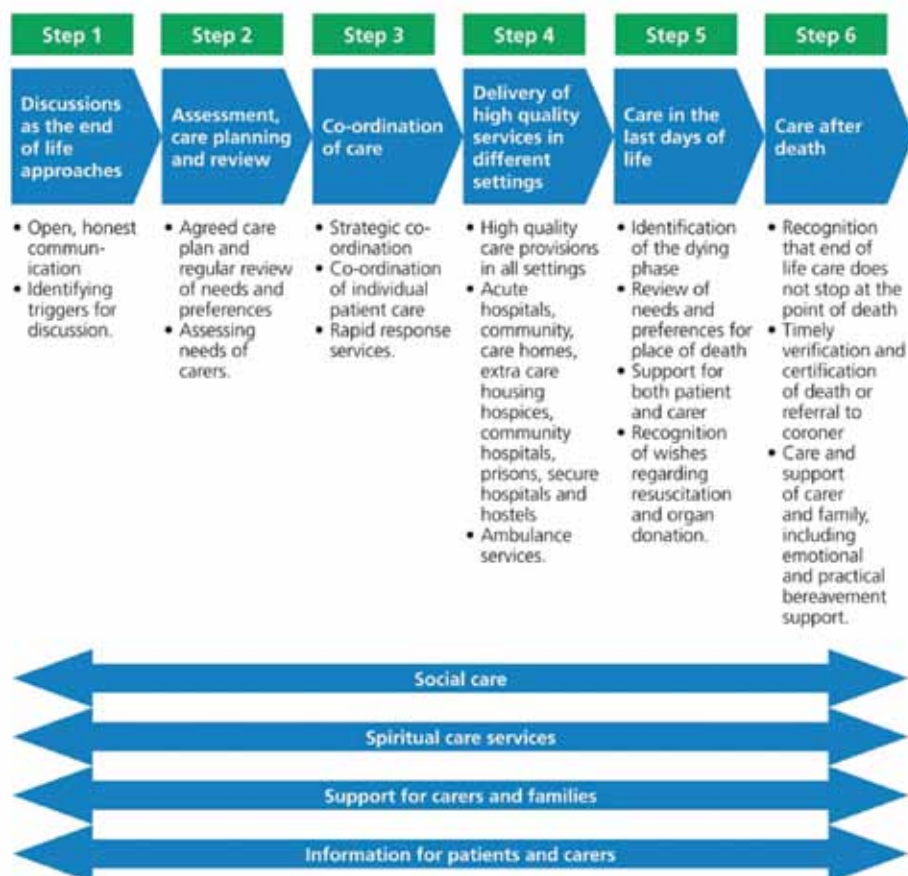 Step 1
Step 2
Step 3
Step 4
Step 5
Step 6
Discussions
as the end
of life
approaches
Assessment,
care planning
and review
Co-ordination
of care
Delivery of
high quality
services in
different
settings
Care in the
last days of
life
Care after
death
• Open, honest
commun-
ication
• Identifying
triggers for
discussion.
• Agreed care
plan and
regular review
of needs and
preferences
• Assessing
needs of
carers.
• Strategic co-
ordination
• Co-ordination
of individual
patient care
• Rapid response
services.
• High quality
care provisions
in all settings
• Acute
hospitals,
community,
care homes,
extra care
housing
hospices,
community
hospitals,
prisons, secure
hospitals and
hostels
• Ambulance
services.
• Identification
of the dying
phase
• Review of
needs and
preferences for
place of death
• Support for
both patient
and carer
• Recognition
of wishes
regarding
resuscitation
and organ
donation.
• Recognition
that end of
life care does
not stop at the
point of death
• Timely
verification and
certification
of death or
referral to
coroner
• Care and
support
of carer
and family,
including
emotional
and practical
bereavement
support.
Social care
Spiritual care services
Support for carers and families
Information for patients and carers